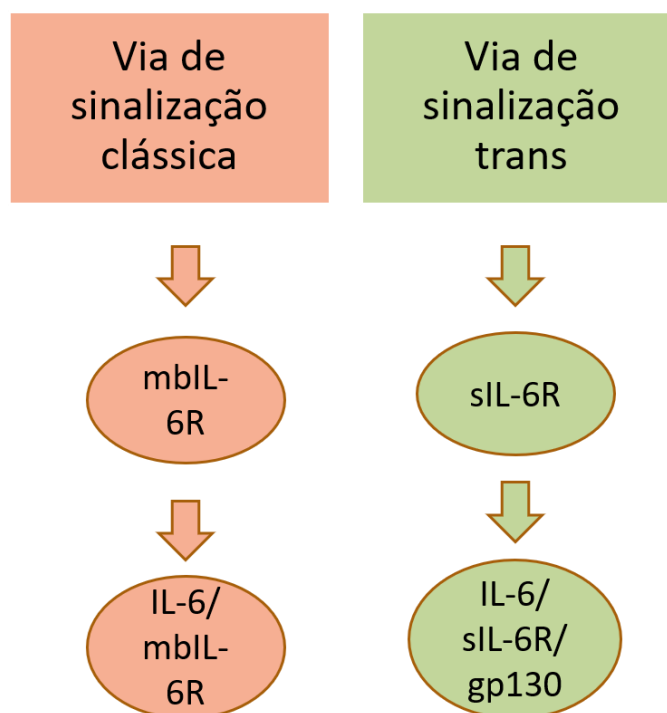 Via de
sinalização
clássica
Via de
sinalização
trans
mbIL-
6R
sIL-6R
IL-6/
mbIL-
6R
IL-6/
sIL-6R/
gp130